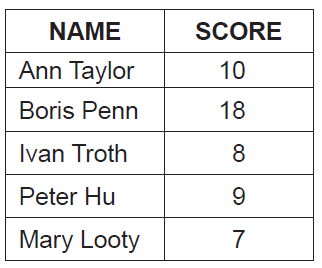 NAME SCORE
Ann Taylor 10
Boris Penn 18
Ivan Troth 8
Peter Hu 9
Mary Looty 7